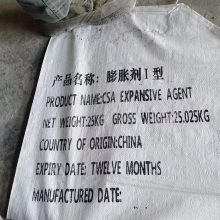 产品名称：膨胀剂I型
PRODUCT NAME:CSA EXPANSIVE AGENT
NET WEIGHT:25KG GROSS WEIGHT:25.025KG
COUNTRY OF ORIGIN:CHINA
EXPIRY DATE: TWELVE MONTHS
MANUFACTURED DATE: